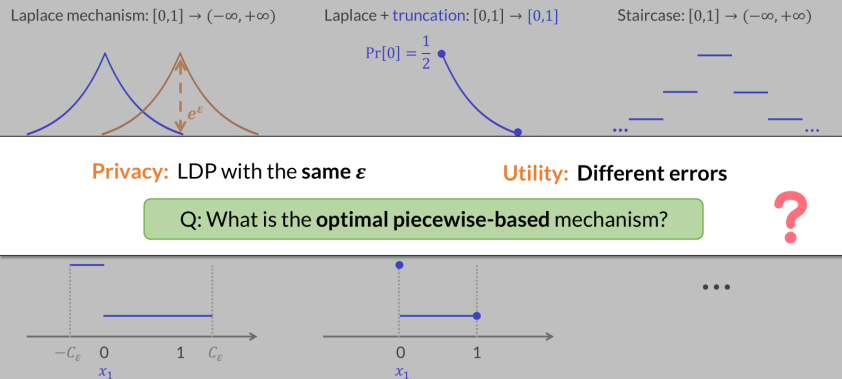 Laplace mechanism: [0,1] → (−∞, +∞)
Laplace + truncation: [0,1] → [0,1]
Staircase: [0,1] → (−∞, +∞)
Pr[0] = 1/2
e^ε
...
...
Privacy: LDP with the same ε
Utility: Different errors
Q: What is the optimal piecewise-based mechanism?
?
...
−C_ε 0 1 C_ε
0 1
x₁
x₁